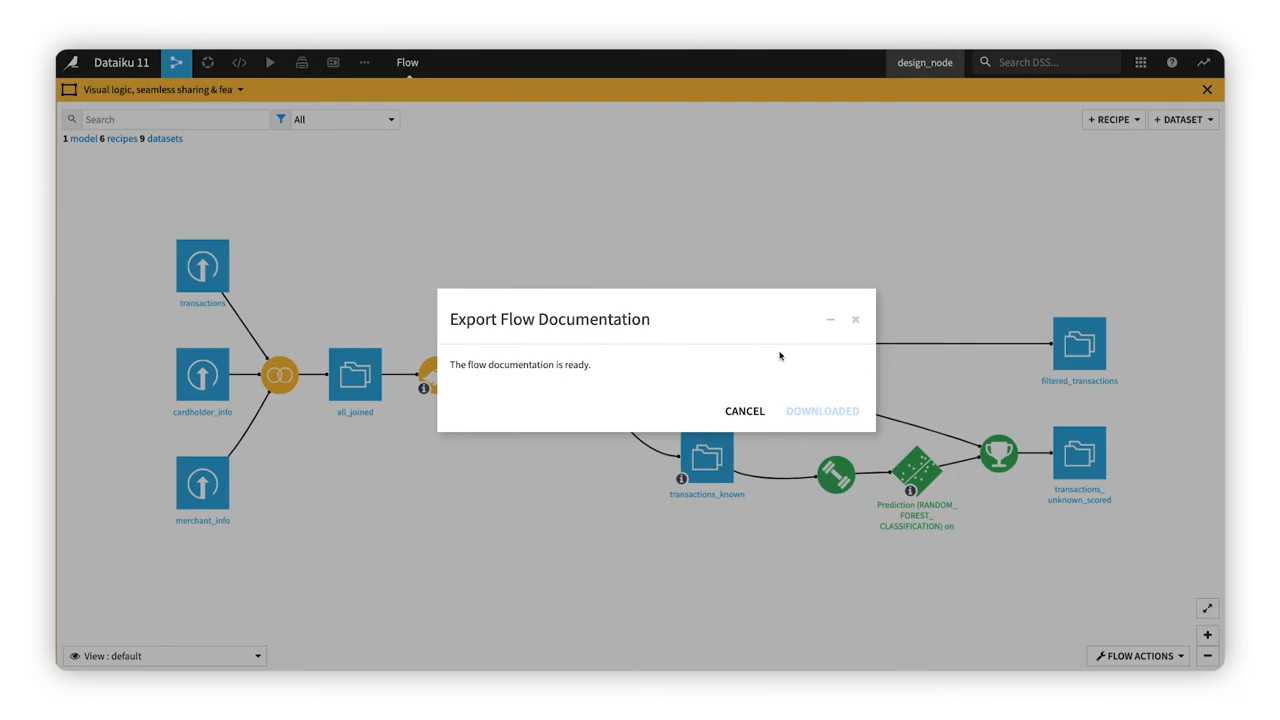 Dataiku 11
Flow
design_node
Search DSS...
Visual logic, seamless sharing & fea
Search
All
+ RECIPE
+ DATASET
1 model 6 recipes 9 datasets
transactions
cardholder_info
merchant_info
all_joined
Export Flow Documentation
The flow documentation is ready.
CANCEL
DOWNLOADED
transactions_known
Prediction (RANDOM_
FOREST_
CLASSIFICATION) on
filtered_transactions
transactions_
unknown_scored
View : default
FLOW ACTIONS